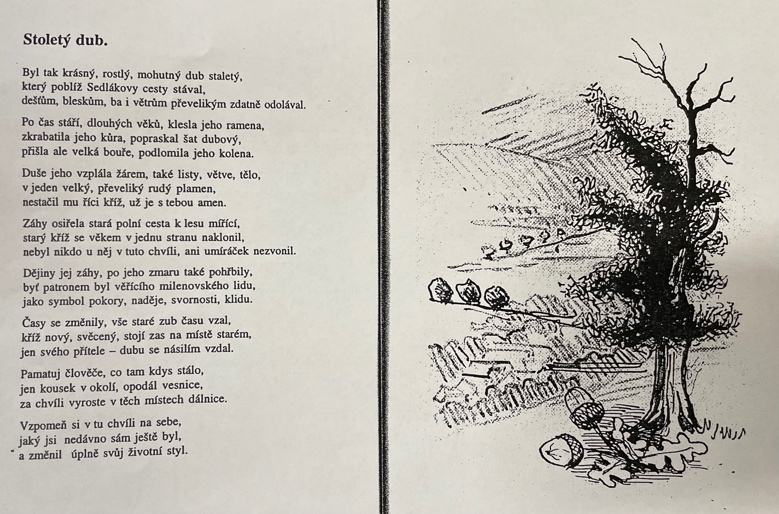 Stoletý dub.
Byl tak krásný, rostlý, mohutný dub staletý,
který poblíž Sedlákovy cesty stával,
dešťům, bleskům, ba i větrům převelikým zdatně odolával.
Po čas stáří, dlouhých věků, klesla jeho ramena,
zkrabatila jeho kůra, popraskal šat dubový,
přišla ale velká bouře, podlomila jeho kolena.
Duše jeho vzplála žárem, také listy, větve, tělo,
v jeden velký, převeliký rudý plamen,
nestačil mu říci kříž, už je s tebou amen.
Záhy osiřela stará polní cesta k lesu mířící,
starý kříž se věkem v jednu stranu naklonil,
nebyl nikdo u něj v tuto chvíli, ani umíráček nezvonil.
Dějiny jej záhy, po jeho zmaru také pohřbily,
byť patronem byl věřícího milenovského lidu,
jako symbol pokory, naděje, svornosti, klidu.
Časy se změnily, vše staré zub času vzal,
kříž nový, svěcený, stojí zas na místě starém,
jen svého přítele – dubu se násilím vzdal.
Pamatuj člověče, co tam kdys stálo,
jen kousek v okolí, opodál vesnice,
za chvíli vyroste v těch místech dálnice.
Vzpomeň si v tu chvíli na sebe,
jaký jsi nedávno sám ještě byl,
a změnil úplně svůj životní styl.